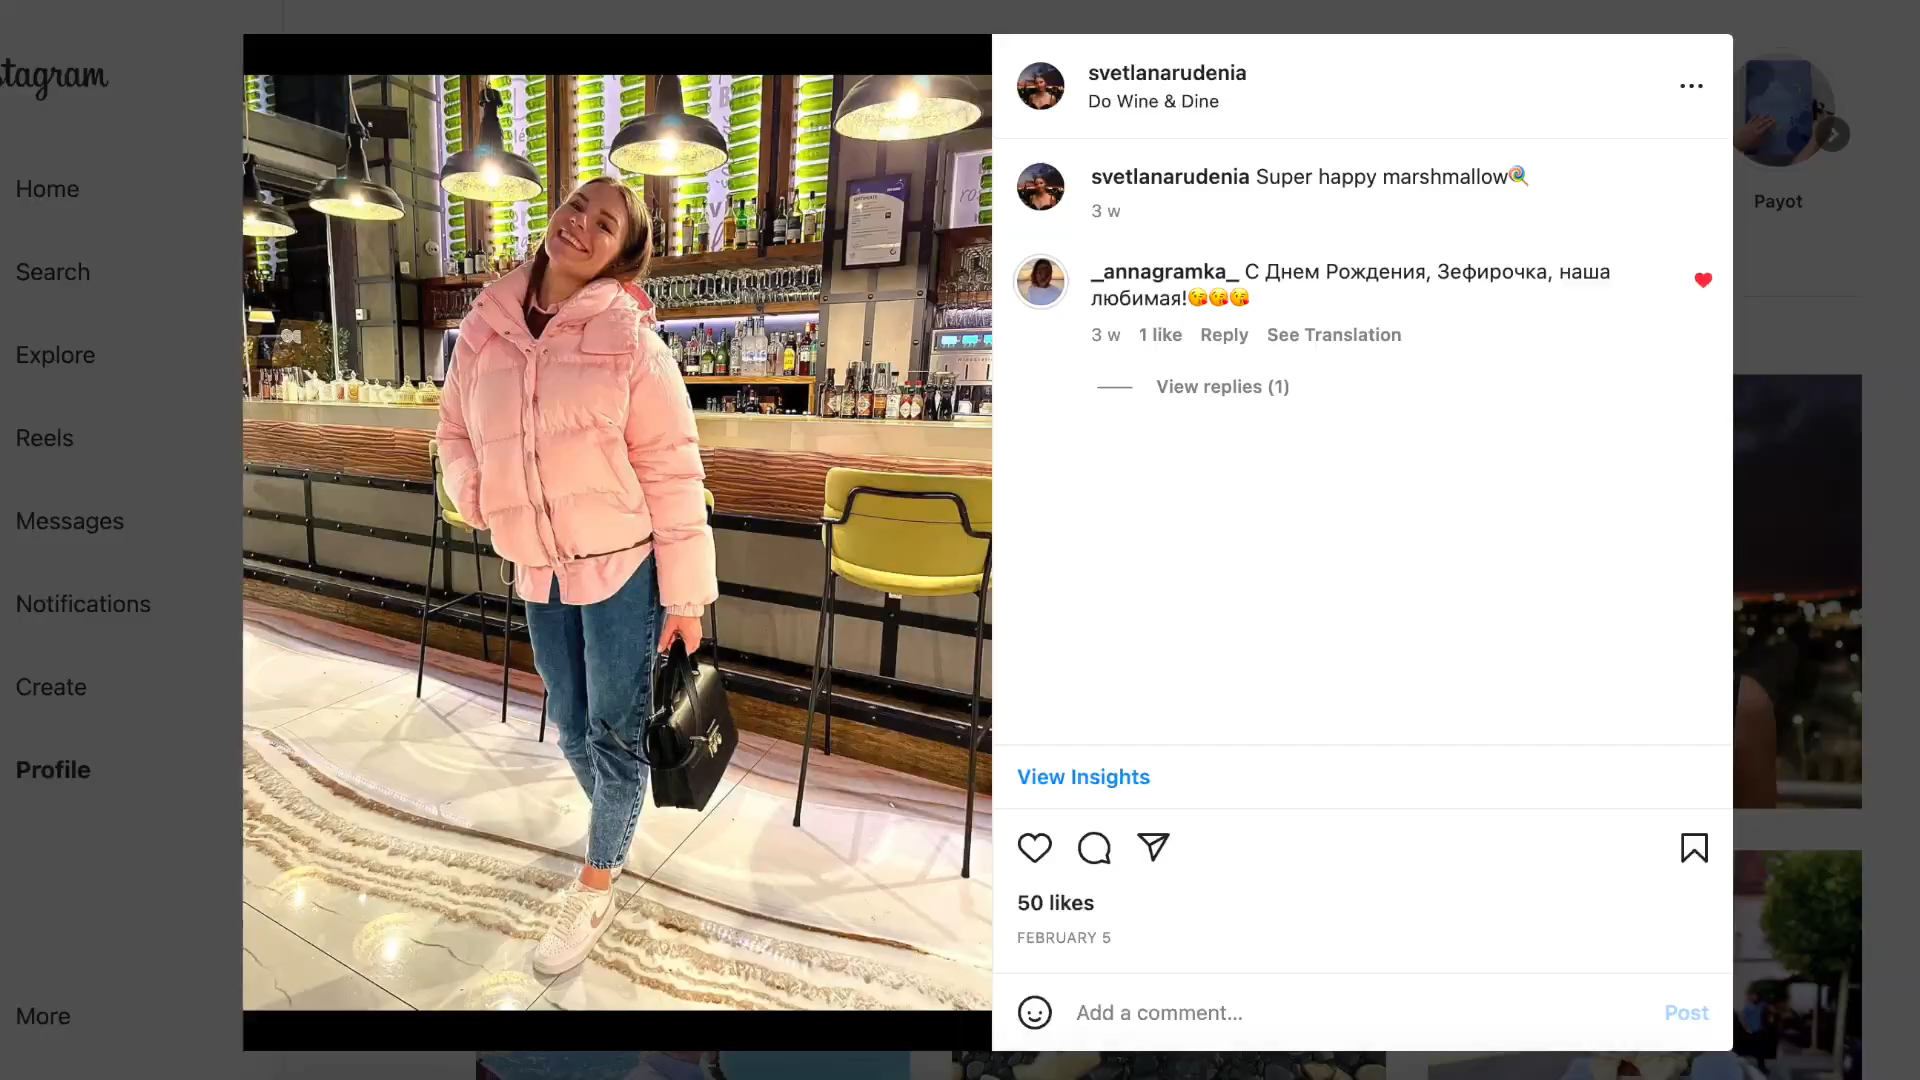 svetlanarudenia
Do Wine & Dine
Payot
Home
Search
Explore
Reels
Messages
Notifications
Create
Profile
More
svetlanarudenia Super happy marshmallow🍭
3 w
_annagramka_ С Днем Рождения, Зефирочка, наша
любимая!😘😘😘
3 w 1 like Reply See Translation
View replies (1)
View Insights
50 likes
FEBRUARY 5
Add a comment...
Post